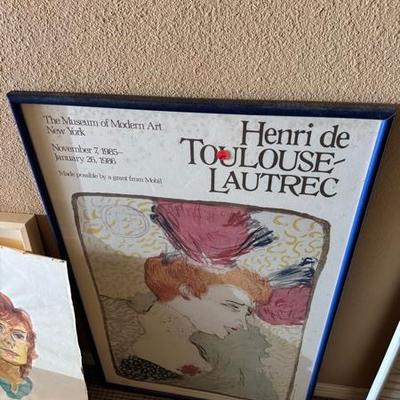 The Museum of Modern Art
New York
November 7, 1985–
January 26, 1986
Made possible by a grant from Mobil
Henri de
TOULOUSE-
LAUTREC